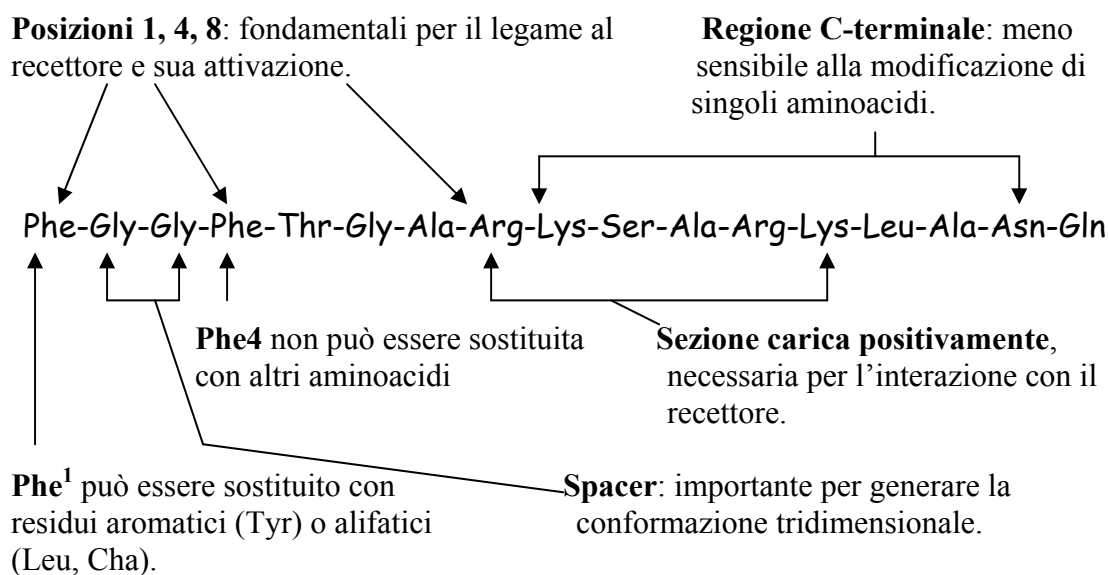 Posizioni 1, 4, 8: fondamentali per il legame al
recettore e sua attivazione.
Regione C-terminale: meno
sensibile alla modificazione di
singoli aminoacidi.
Phe-Gly-Gly-Phe-Thr-Gly-Ala-Arg-Lys-Ser-Ala-Arg-Lys-Leu-Ala-Asn-Gln
Phe4 non può essere sostituita
con altri aminoacidi
Sezione carica positivamente,
necessaria per l’interazione con il
recettore.
Phe¹ può essere sostituito con
residui aromatici (Tyr) o alifatici
(Leu, Cha).
Spacer: importante per generare la
conformazione tridimensionale.